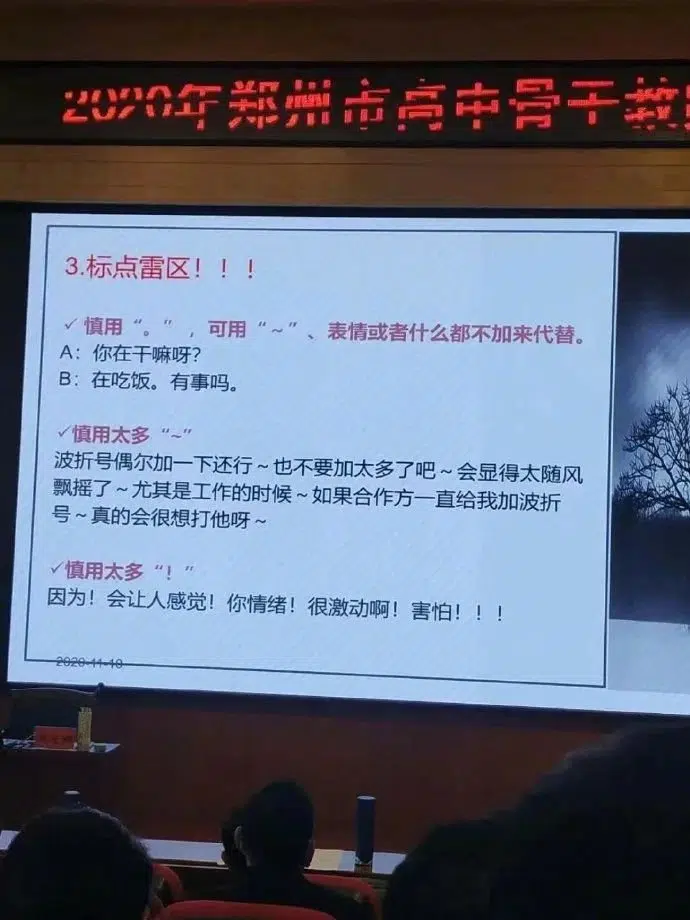 2020年郑州市高中骨干教
3.标点雷区！！！
✓ 慎用“。”，可用“~”、表情或者什么都不加来代替。
A：你在干嘛呀？
B：在吃饭。有事吗。
✓慎用太多“~”
波折号偶尔加一下还行～也不要加太多了吧～会显得太随风
飘摇了～尤其是工作的时候～如果合作方一直给我加波折
号～真的会很想打他呀～
✓慎用太多“！”
因为！会让人感觉！你情绪！很激动啊！害怕！！！
2020-11-10